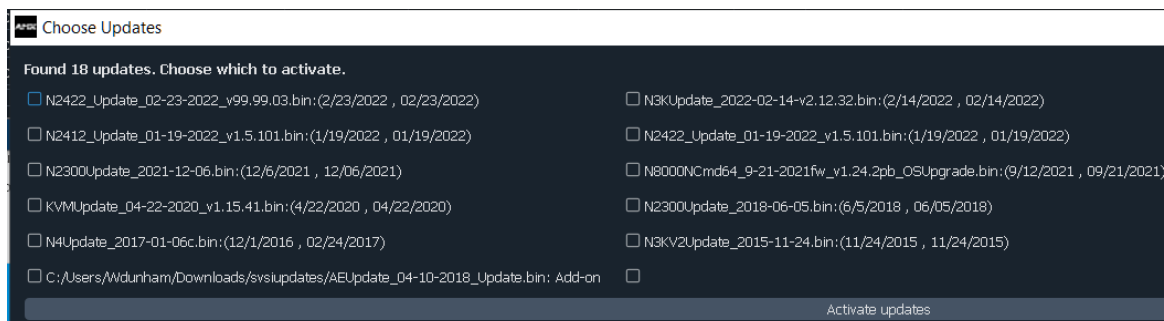 AMX Choose Updates
Found 18 updates. Choose which to activate.
N2422_Update_02-23-2022_v99.99.03.bin:(2/23/2022 , 02/23/2022) N3KUpdate_2022-02-14-v2.12.32.bin:(2/14/2022 , 02/14/2022)
N2412_Update_01-19-2022_v1.5.101.bin:(1/19/2022 , 01/19/2022) N2422_Update_01-19-2022_v1.5.101.bin:(1/19/2022 , 01/19/2022)
N2300Update_2021-12-06.bin:(12/6/2021 , 12/06/2021) N8000NCmd64_9-21-2021fw_v1.24.2pb_OSUpgrade.bin:(9/12/2021 , 09/21/2021)
KVMUpdate_04-22-2020_v1.15.41.bin:(4/22/2020 , 04/22/2020) N2300Update_2018-06-05.bin:(6/5/2018 , 06/05/2018)
N4Update_2017-01-06c.bin:(12/1/2016 , 02/24/2017) N3KV2Update_2015-11-24.bin:(11/24/2015 , 11/24/2015)
C:/Users/Wdunham/Downloads/svsiupdates/AEUpdate_04-10-2018_Update.bin: Add-on
Activate updates